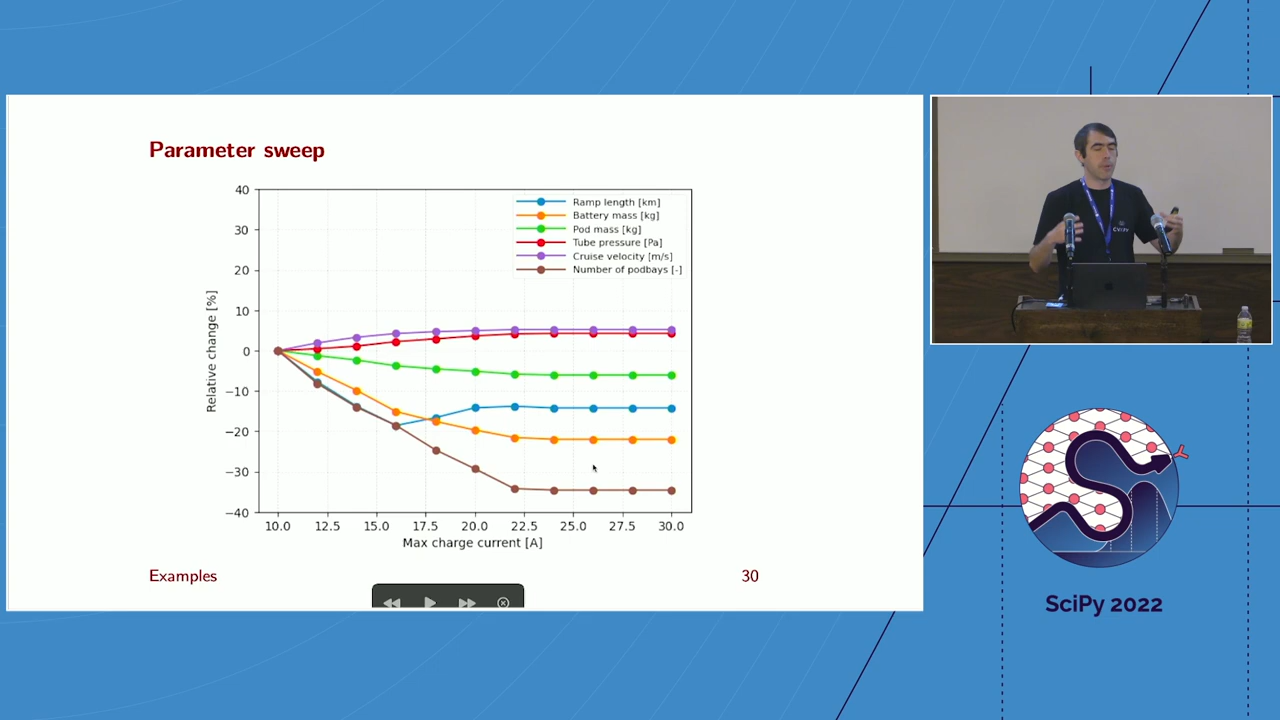 Parameter sweep
40
30
20
10
0
−10
−20
−30
−40
Relative change [%]
Ramp length [km]
Battery mass [kg]
Pod mass [kg]
Tube pressure [Pa]
Cruise velocity [m/s]
Number of podbays [-]
10.0 12.5 15.0 17.5 20.0 22.5 25.0 27.5 30.0
Max charge current [A]
Examples 30
CVXPY
SciPy 2022